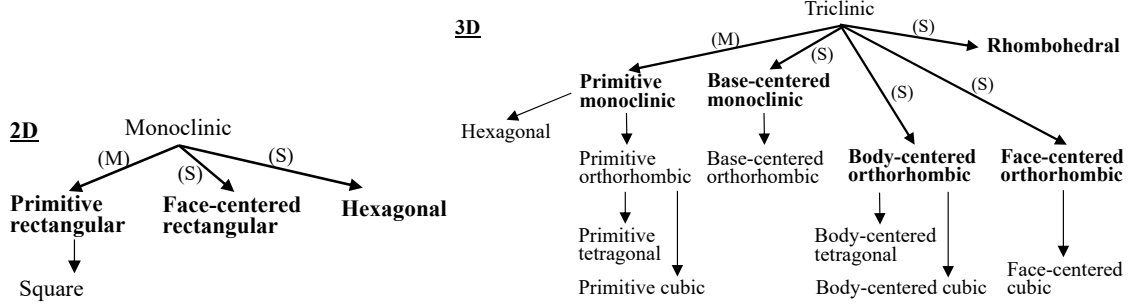 2D
Monoclinic
(M)
(S)
(S)
Primitive
rectangular
Face-centered
rectangular
Hexagonal
Square
3D
Triclinic
(M)
(S)
(S)
(S)
(S)
Rhombohedral
Primitive
monoclinic
Base-centered
monoclinic
Hexagonal
Primitive
orthorhombic
Base-centered
orthorhombic
Body-centered
orthorhombic
Face-centered
orthorhombic
Primitive
tetragonal
Primitive cubic
Body-centered
tetragonal
Body-centered cubic
Face-centered
cubic